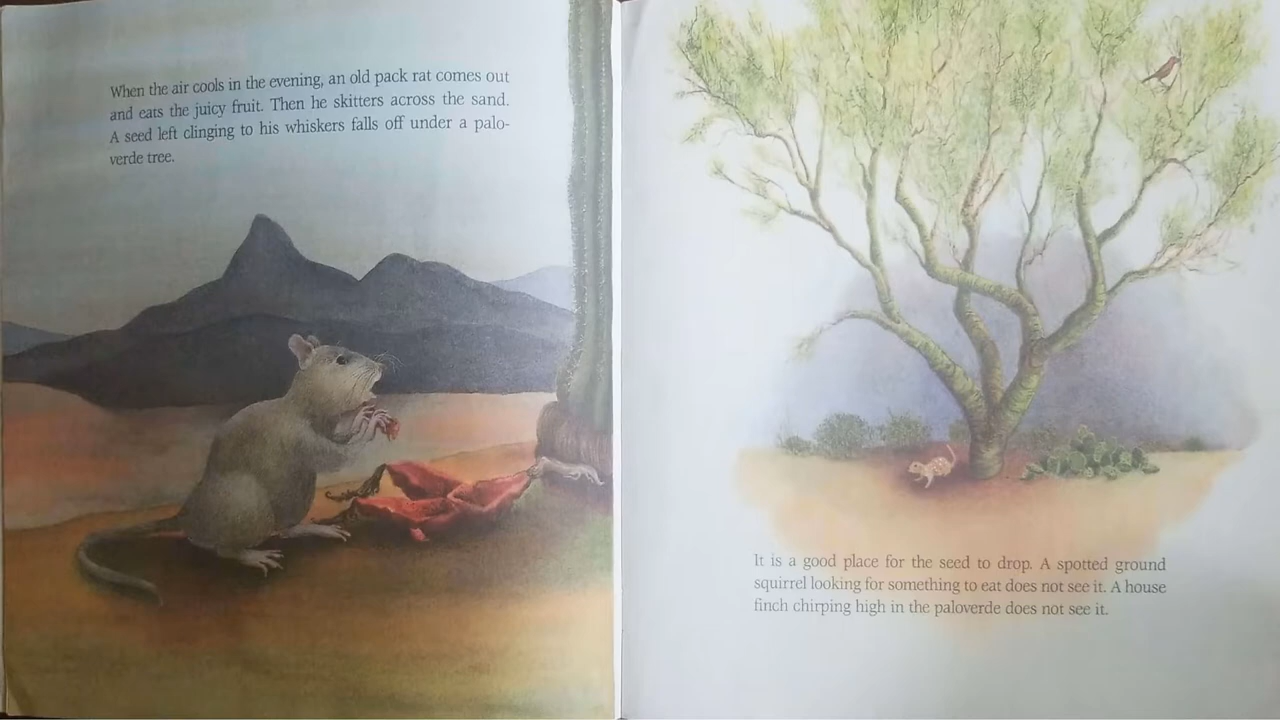 When the air cools in the evening, an old pack rat comes out
and eats the juicy fruit. Then he skitters across the sand.
A seed left clinging to his whiskers falls off under a palo-
verde tree.
It is a good place for the seed to drop. A spotted ground
squirrel looking for something to eat does not see it. A house
finch chirping high in the paloverde does not see it.